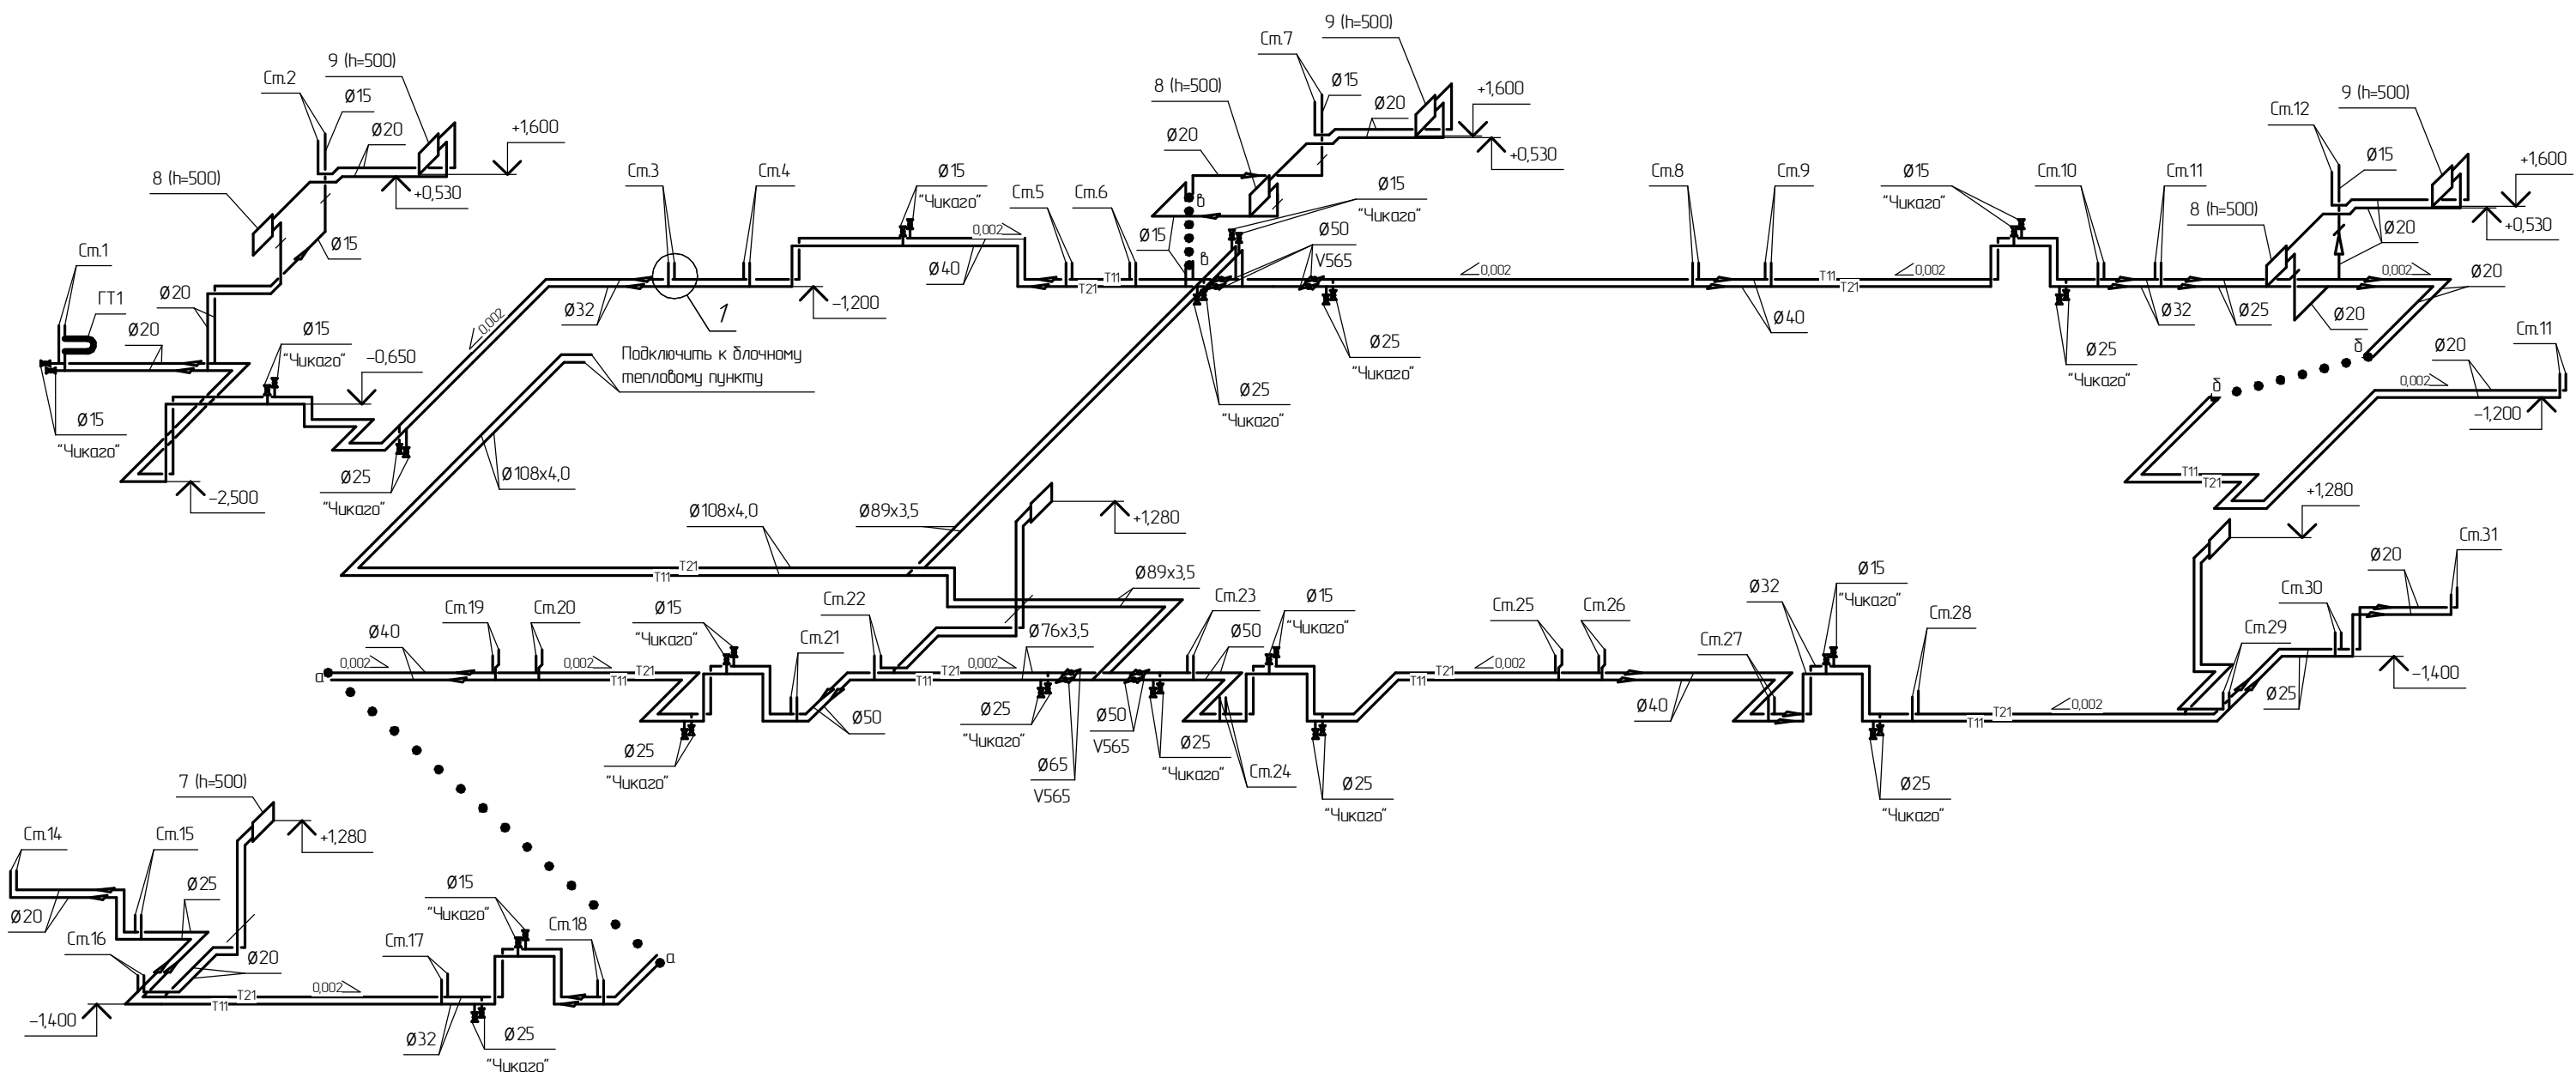 9 (h=500)
Ст.2
Ø15
Ø20
+1,600
8 (h=500)
+0,530
Ø15
Ст.1
ГТ1
Ø20
Ø20
Ø15
"Чикаго"
-0,650
Ø15
"Чикаго"
Ø25
"Чикаго"
-2,500
0,002
Ст.3
Ст.4
Ø32
1
-1,200
Ø15
"Чикаго"
0,002
Ø40
Подключить к блочному
тепловому пункту
Ø108х4,0
Ø108х4,0
Т21
Т11
Ø89х3,5
Ст.7
9 (h=500)
Ø15
8 (h=500)
Ø20
+1,600
+0,530
Ø20
Ст.5
Ст.6
в
в
Ø15
Ø15
"Чикаго"
Ø50
V565
Т11
Т21
Ø25
"Чикаго"
Ø25
"Чикаго"
0,002
Ст.8
Ст.9
Т11
Т21
Ø40
0,002
Ø15
"Чикаго"
Ст.10
Ст.11
Ø25
"Чикаго"
Ø32
Ø25
Ст.12
9 (h=500)
Ø15
8 (h=500)
+1,600
+0,530
Ø20
0,002
Ø20
Ø20
б
б
Ст.11
Ø20
0,002
-1,200
Т11
Т21
+1,280
+1,280
Ø89х3,5
Ø40
0,002
а
Ст.19
Ст.20
0,002
Т21
Т11
Ø15
"Чикаго"
Ø25
"Чикаго"
Ст.21
Ст.22
Ø50
Т21
Т11
0,002
Ø76х3,5
Ø25
"Чикаго"
Ø65
V565
Ø50
V565
Ø25
"Чикаго"
Ст.23
Ø50
Ø15
"Чикаго"
Ст.24
Ø25
"Чикаго"
Т21
Т11
0,002
Ст.25
Ст.26
Ø40
Ст.27
Ø32
Ø15
"Чикаго"
Ст.28
Ø25
"Чикаго"
Т21
Т11
0,002
Ст.29
Ст.30
Ø20
Ст.31
Ø25
-1,400
7 (h=500)
+1,280
Ст.14
Ст.15
Ø20
Ø25
Ст.16
Ø20
-1,400
Т21
Т11
0,002
Ст.17
Ø15
"Чикаго"
Ст.18
а
Ø32
Ø25
"Чикаго"